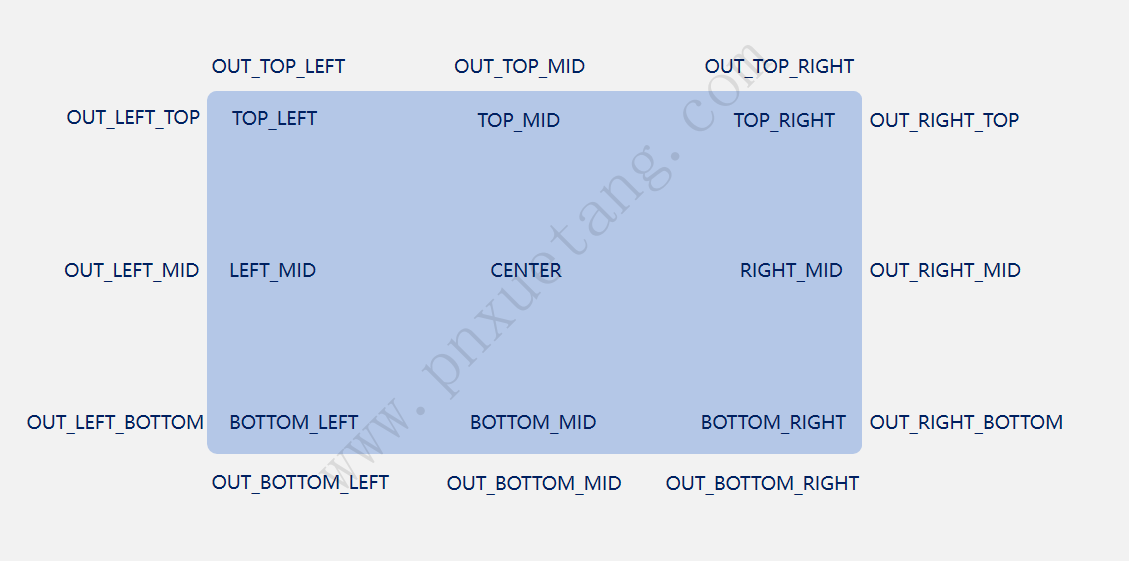 OUT_TOP_LEFT OUT_TOP_MID OUT_TOP_RIGHT
OUT_LEFT_TOP TOP_LEFT TOP_MID TOP_RIGHT OUT_RIGHT_TOP
OUT_LEFT_MID LEFT_MID CENTER RIGHT_MID OUT_RIGHT_MID
OUT_LEFT_BOTTOM BOTTOM_LEFT BOTTOM_MID BOTTOM_RIGHT OUT_RIGHT_BOTTOM
OUT_BOTTOM_LEFT OUT_BOTTOM_MID OUT_BOTTOM_RIGHT
www.pnxuetang.com